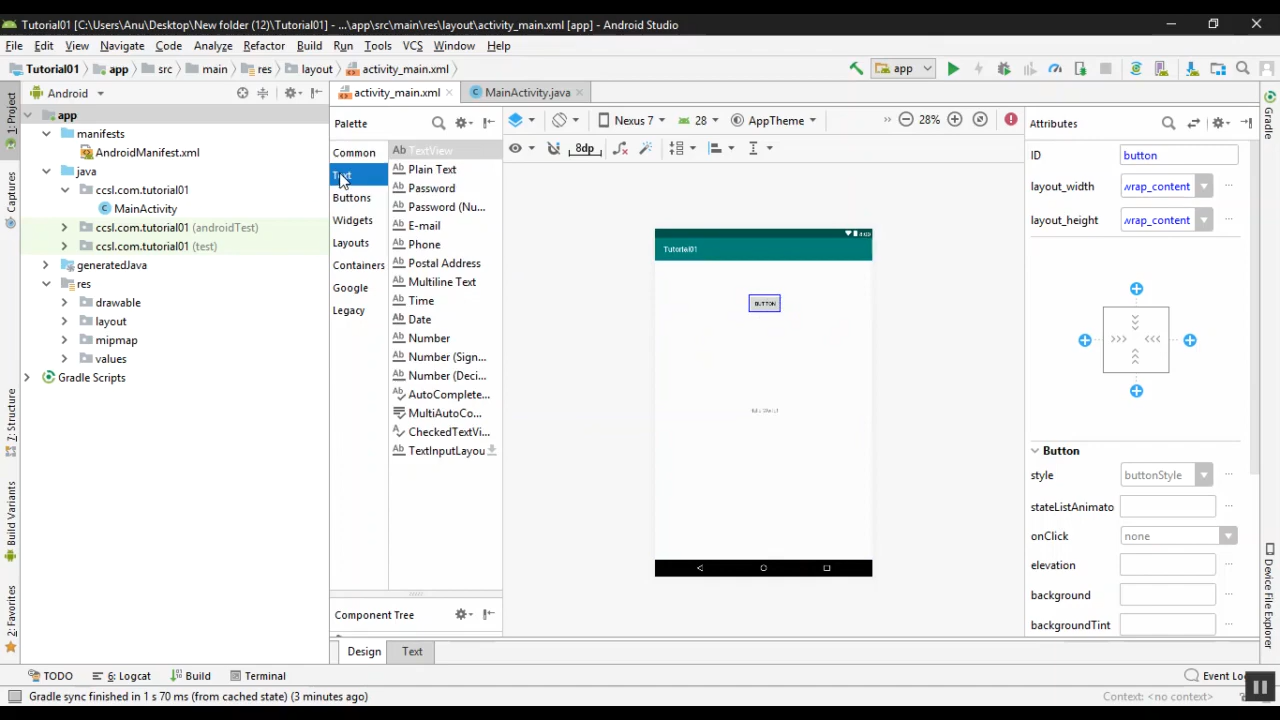 Tutorial01 [C:\Users\Anu\Desktop\New folder (12)\Tutorial01] - ...\app\src\main\res\layout\activity_main.xml [app] - Android Studio
File Edit View Navigate Code Analyze Refactor Build Run Tools VCS Window Help
Tutorial01 app src main res layout activity_main.xml app
1: Project
Captures
7: Structure
Build Variants
2: Favorites
Android
app
manifests
AndroidManifest.xml
java
ccsl.com.tutorial01
MainActivity
ccsl.com.tutorial01 (androidTest)
ccsl.com.tutorial01 (test)
generatedJava
res
drawable
layout
mipmap
values
Gradle Scripts
activity_main.xml MainActivity.java
Palette
Common
Text
Buttons
Widgets
Layouts
Containers
Google
Legacy
Ab TextView
Ab Plain Text
Ab Password
Ab Password (Nu...
Ab E-mail
Ab Phone
Ab Postal Address
Ab Multiline Text
Ab Time
Ab Date
Ab Number
Ab Number (Sign...
Ab Number (Deci...
AutoComplete...
MultiAutoCo...
CheckedTextVi...
Ab TextInputLayou
Component Tree
Design Text
Nexus 7 28 AppTheme 28%
8dp
Tutorial01
BUTTON
Attributes
ID button
layout_width wrap_content
layout_height wrap_content
Button
style buttonStyle
stateListAnimato
onClick none
elevation
background
backgroundTint
Gradle
Device File Explorer
TODO 6: Logcat Build Terminal Event Lo
Gradle sync finished in 1 s 70 ms (from cached state) (3 minutes ago) Context: <no context>